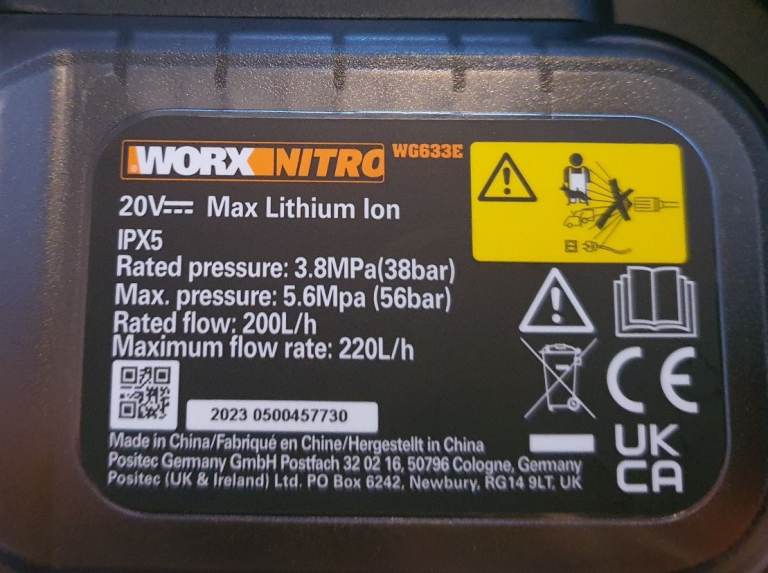 WORX NITRO WG633E
20V⎓ Max Lithium Ion
IPX5
Rated pressure: 3.8MPa(38bar)
Max. pressure: 5.6Mpa (56bar)
Rated flow: 200L/h
Maximum flow rate: 220L/h
2023 0500457730
Made in China/Fabriqué en Chine/Hergestellt in China
Positec Germany GmbH Postfach 32 02 16, 50796 Cologne, Germany
Positec (UK & Ireland) Ltd. PO Box 6242, Newbury, RG14 9LT, UK
CE
UK
CA